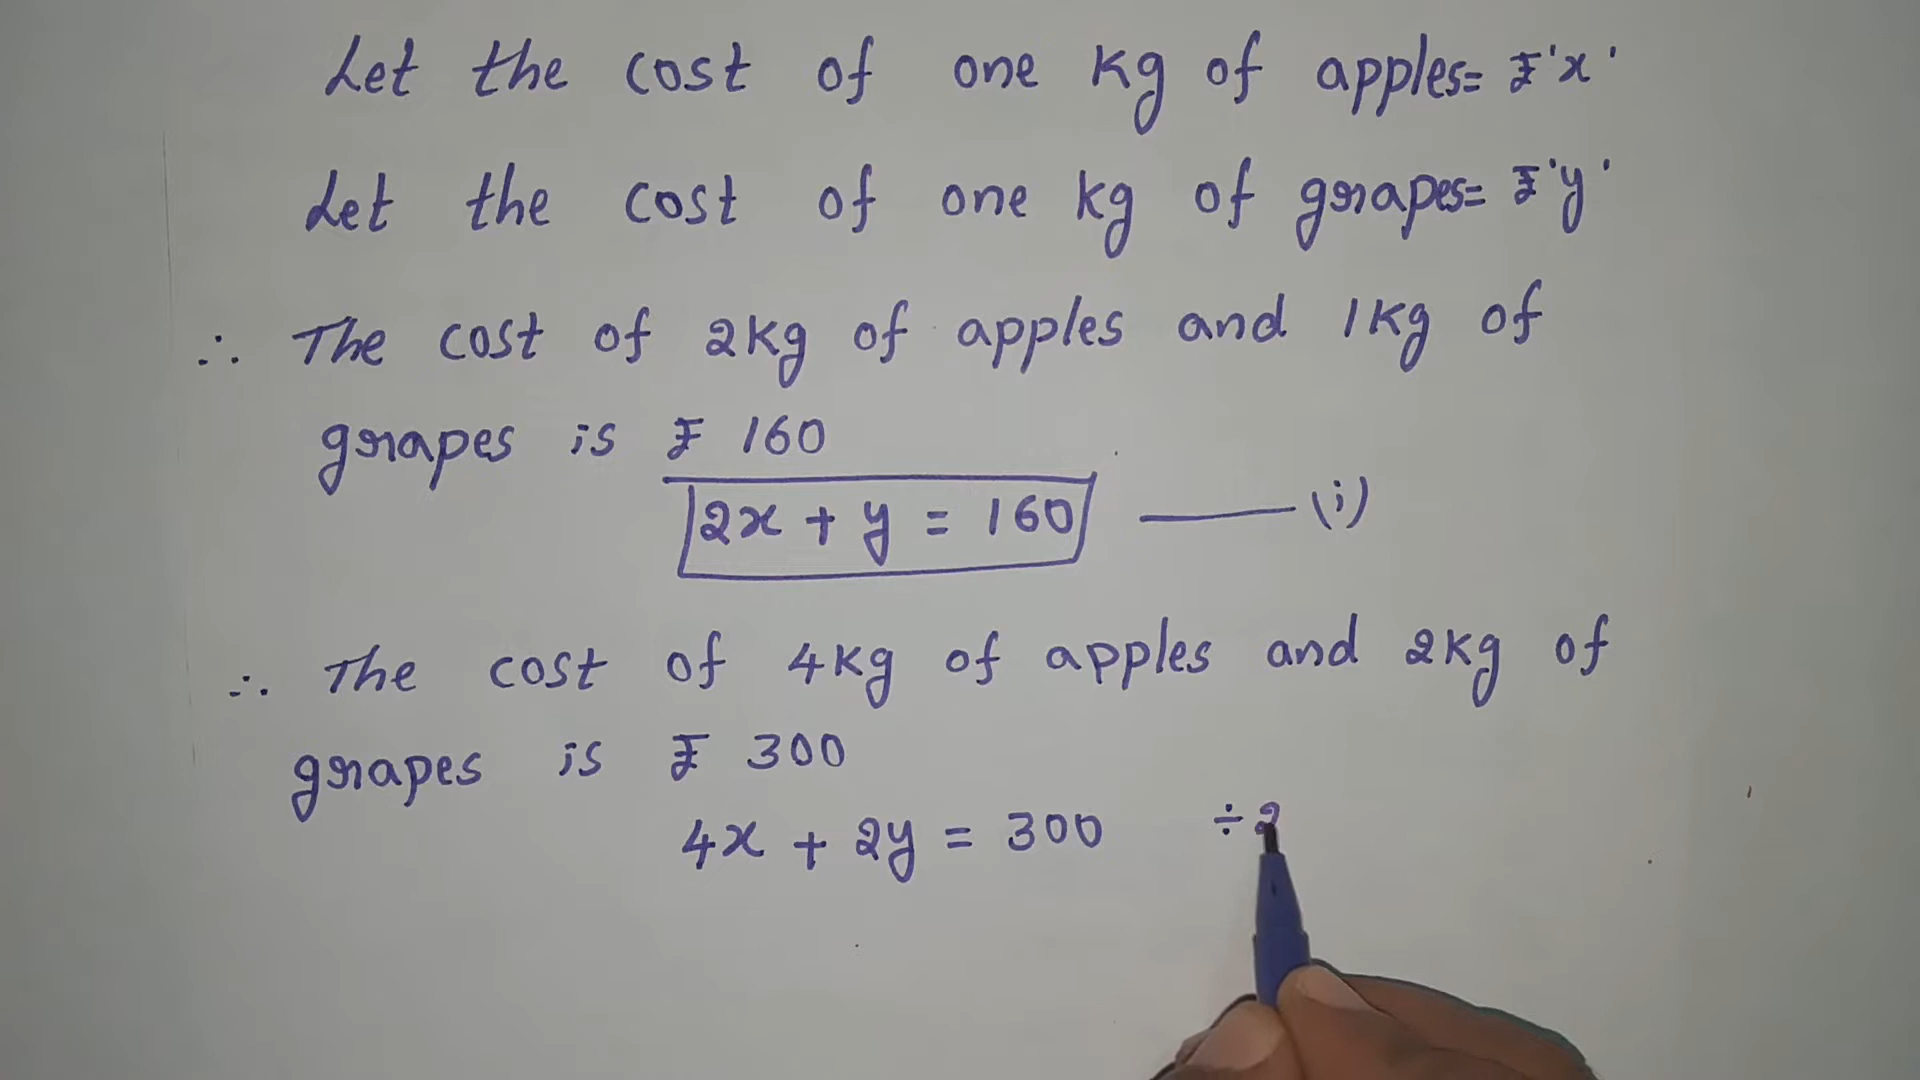 Let the cost of one kg of apples= ₹'x'
Let the cost of one kg of grapes= ₹'y'
∴ The cost of 2kg of apples and 1kg of
grapes is ₹ 160
2x + y = 160 —— (i)
∴ The cost of 4kg of apples and 2kg of
grapes is ₹ 300
4x + 2y = 300 ÷2